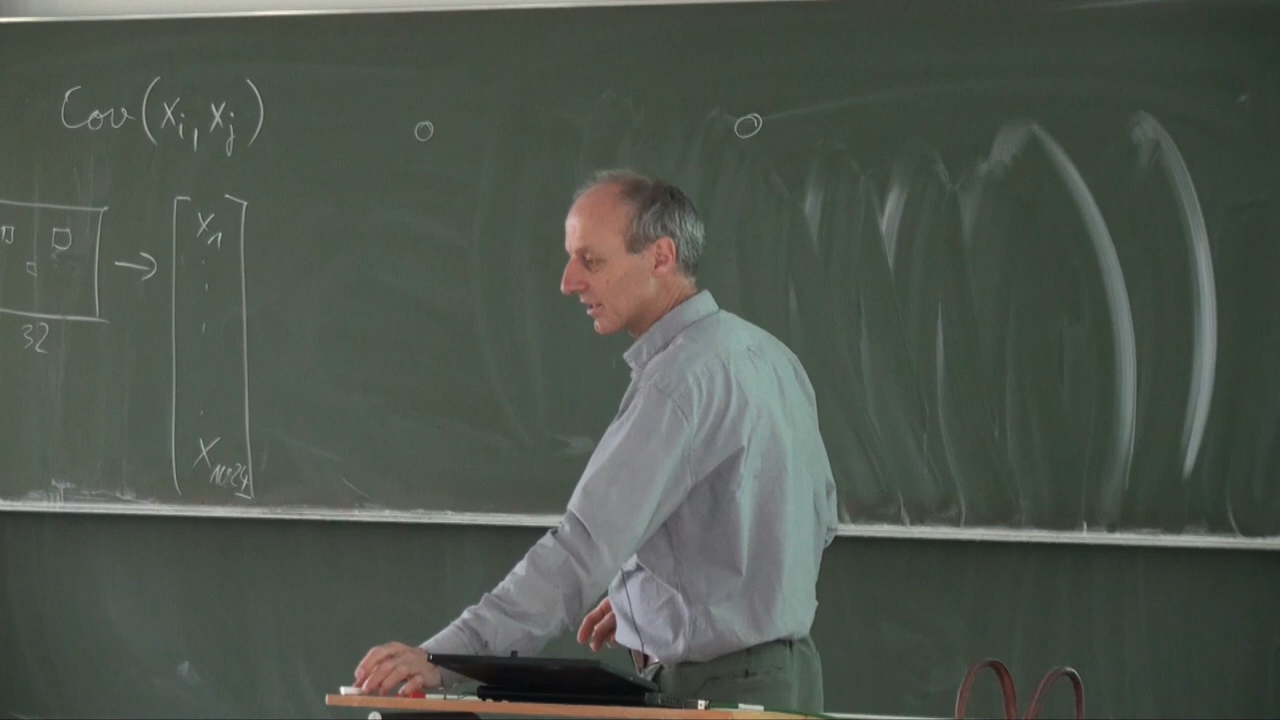 Cov(x_i, x_j)
→
x_1
32
x_1024